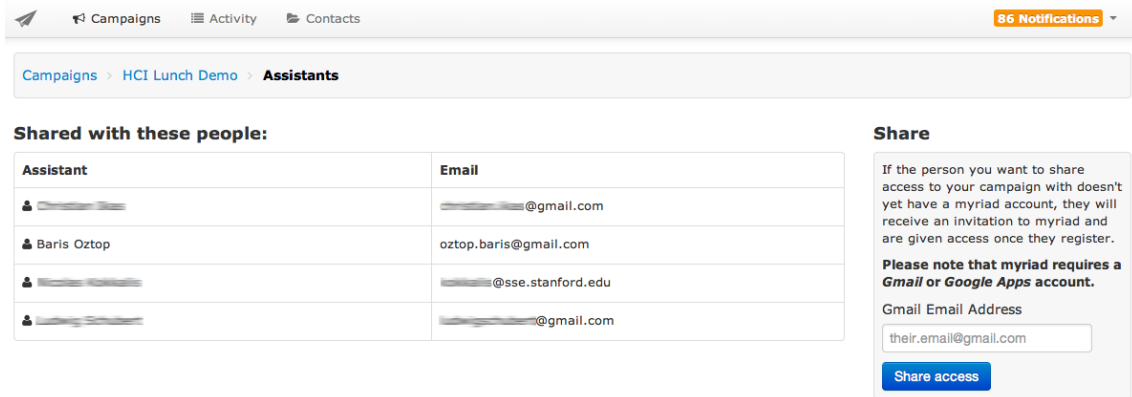 Campaigns Activity Contacts 86 Notifications
Campaigns > HCI Lunch Demo > Assistants
Shared with these people:
Assistant Email
@gmail.com
Baris Oztop oztop.baris@gmail.com
@sse.stanford.edu
@gmail.com
Share
If the person you want to share
access to your campaign with doesn't
yet have a myriad account, they will
receive an invitation to myriad and
are given access once they register.
Please note that myriad requires a
Gmail or Google Apps account.
Gmail Email Address
their.email@gmail.com
Share access